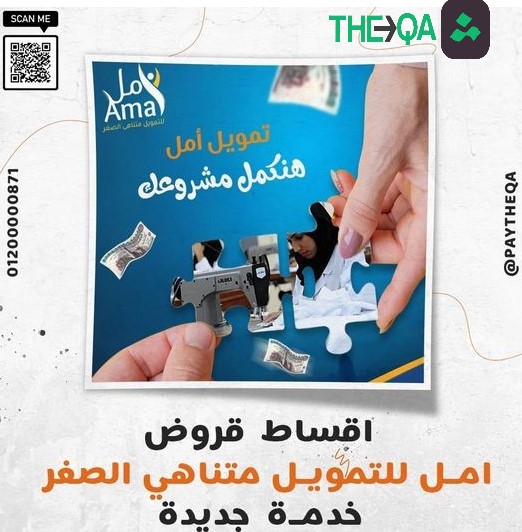 SCAN ME
THEQA
أمل
Amal
للتمويل متناهي الصغر
تمويل أمل
هنكمل مشروعك
JUKI
01200000871
@PAYTHEQA
اقساط قروض
امل للتمويل متناهي الصغر
خدمة جديدة